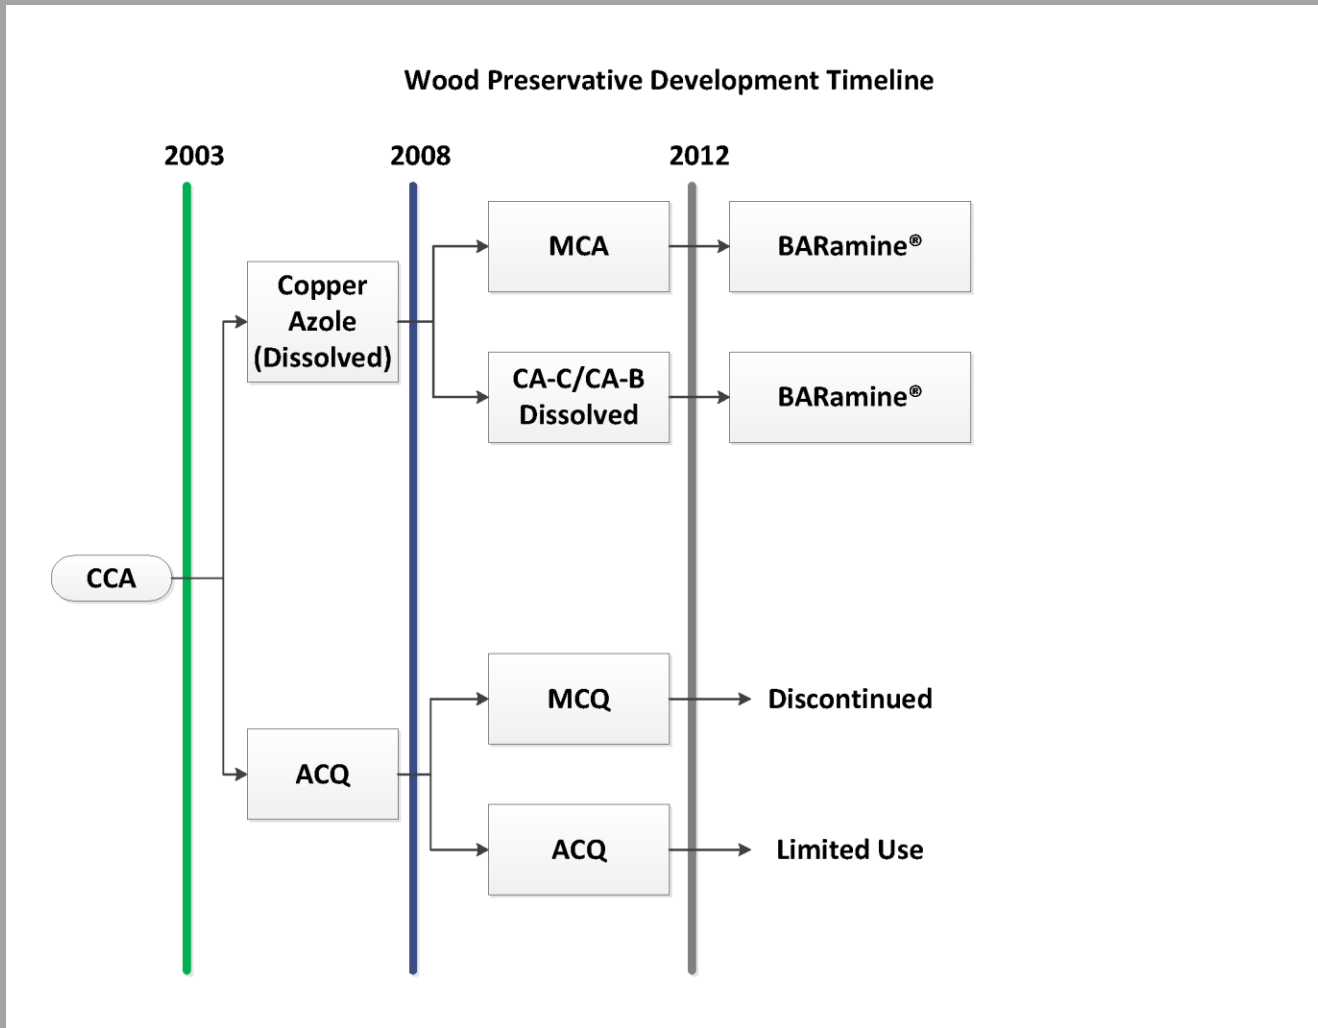 Wood Preservative Development Timeline
2003
2008
2012
MCA
BARamine®
Copper
Azole
(Dissolved)
CA-C/CA-B
Dissolved
BARamine®
CCA
MCQ
Discontinued
ACQ
ACQ
Limited Use